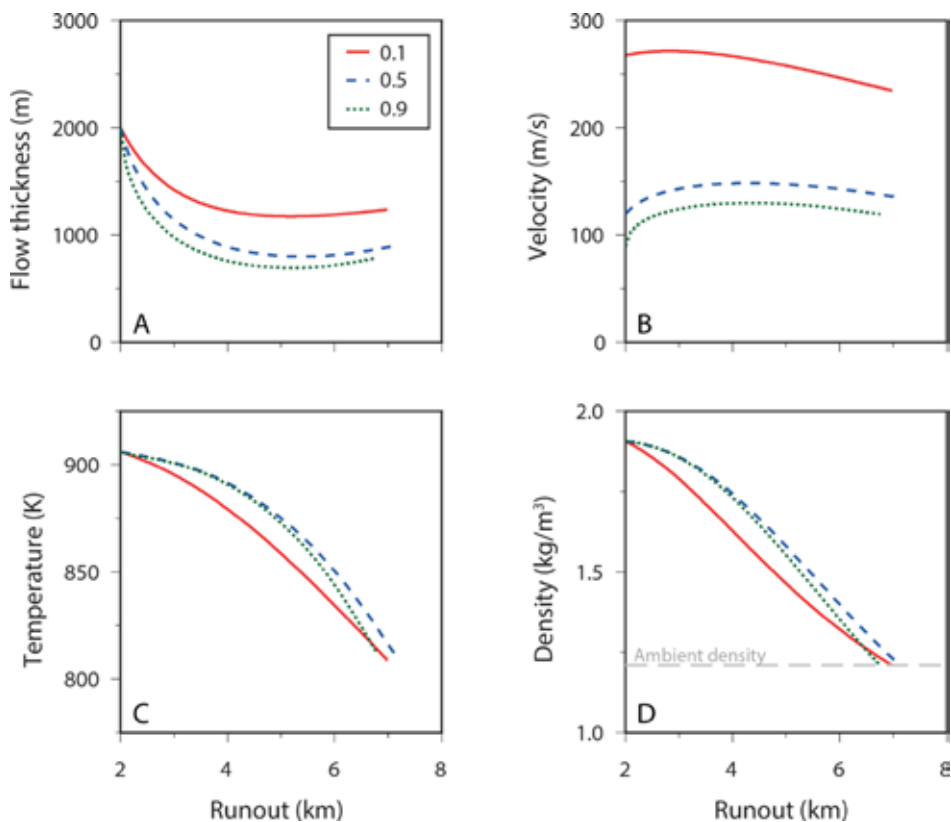 3000
2000
1000
0
Flow thickness (m)
0.1
0.5
0.9
A
300
200
100
0
Velocity (m/s)
B
900
850
800
Temperature (K)
C
2 4 6 8
Runout (km)
2.0
1.5
1.0
Density (kg/m³)
Ambient density
D
2 4 6 8
Runout (km)